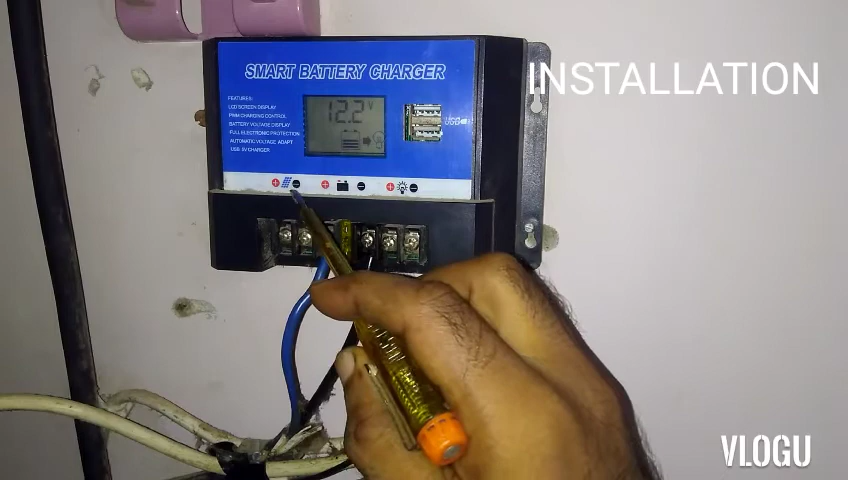 SMART BATTERY CHARGER
INSTALLATION
FEATURES:
LCD SCREEN DISPLAY
PWM CHARGING CONTROL
BATTERY VOLTAGE DISPLAY
FULL ELECTRONIC PROTECTION
AUTOMATIC VOLTAGE ADAPT
USB 5V CHARGER
12.2 V
USB
VLOGU